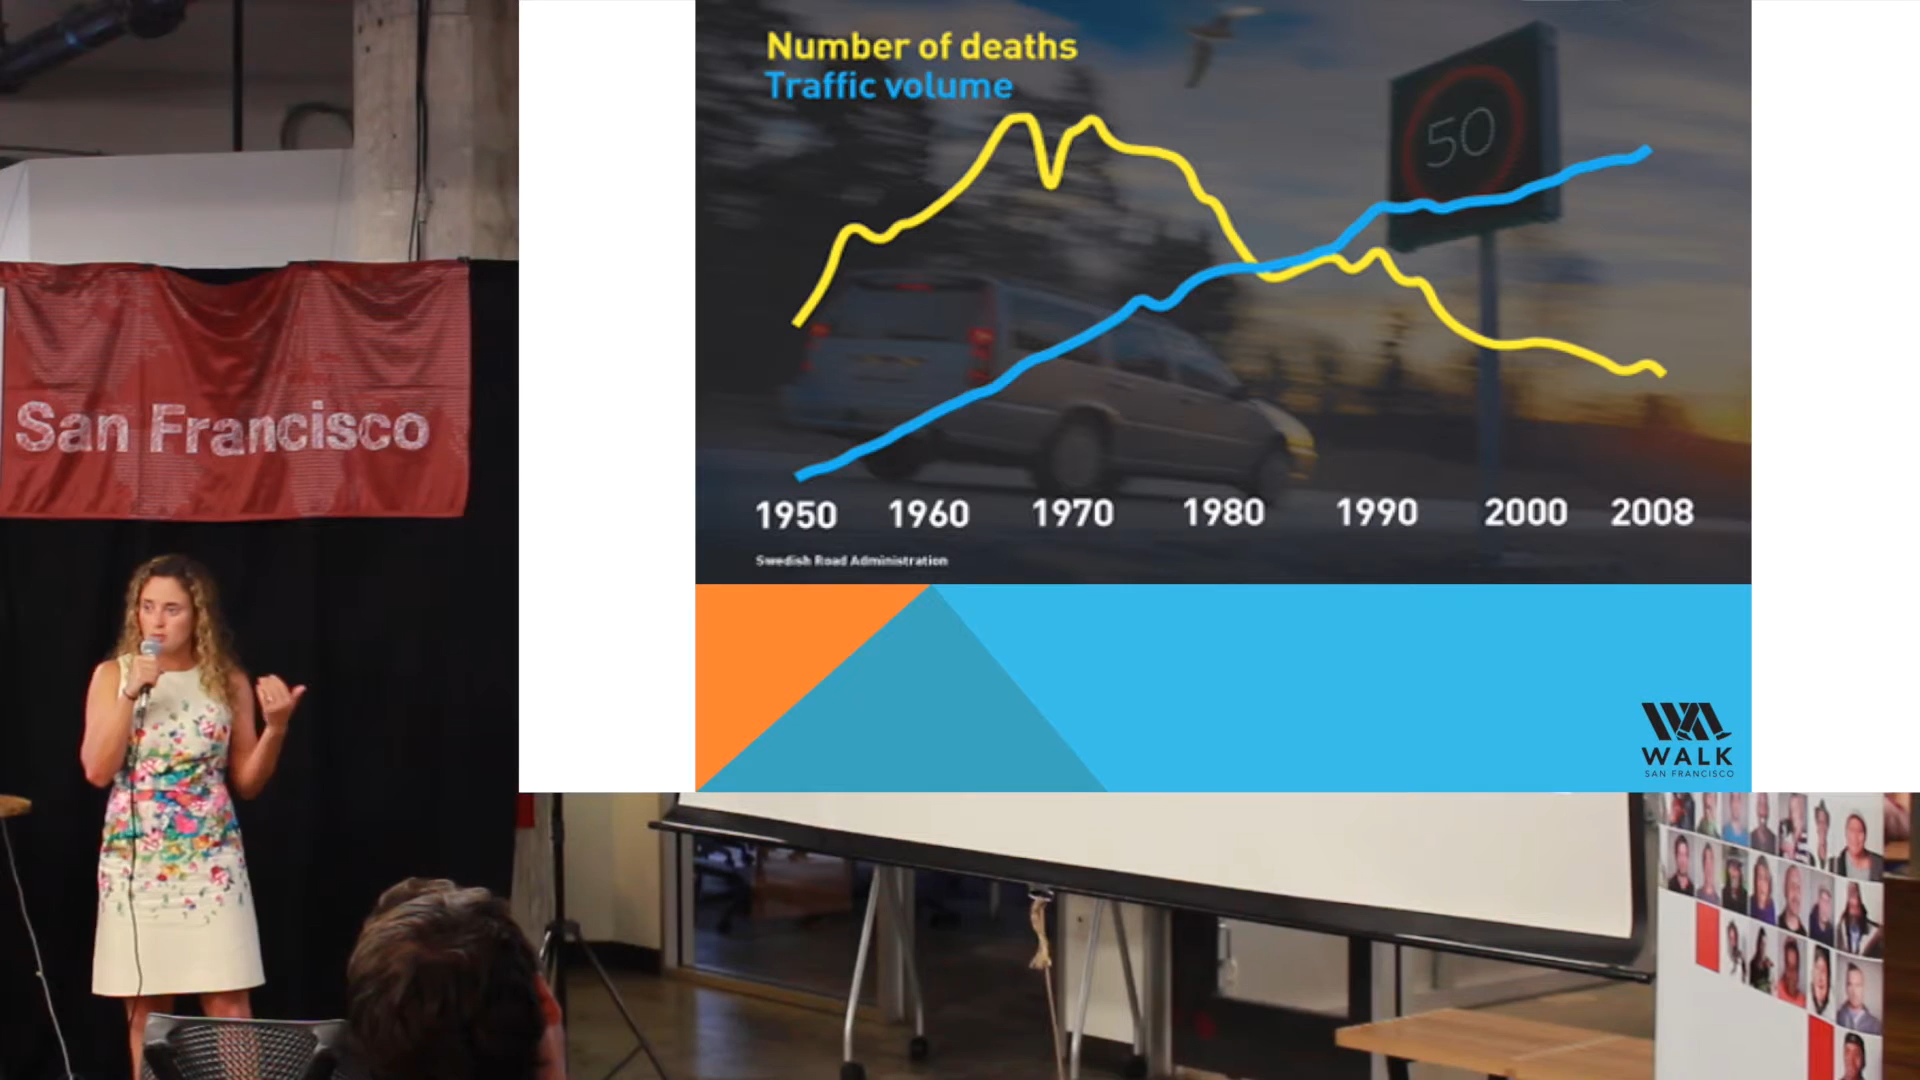 Number of deaths
Traffic volume
50
1950 1960 1970 1980 1990 2000 2008
Swedish Road Administration
San Francisco
WALK
SAN FRANCISCO